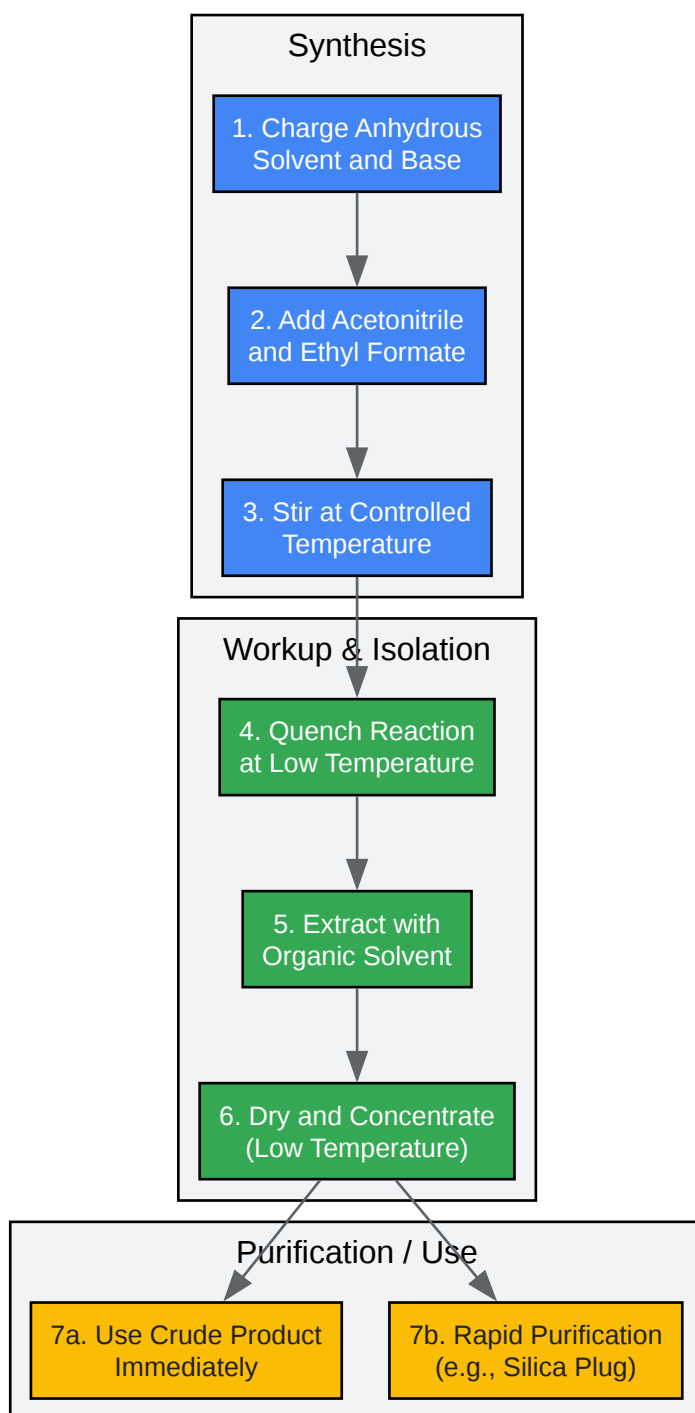 Synthesis
1. Charge Anhydrous
Solvent and Base
2. Add Acetonitrile
and Ethyl Formate
3. Stir at Controlled
Temperature
Workup & Isolation
4. Quench Reaction
at Low Temperature
5. Extract with
Organic Solvent
6. Dry and Concentrate
(Low Temperature)
Purification / Use
7a. Use Crude Product
Immediately
7b. Rapid Purification
(e.g., Silica Plug)